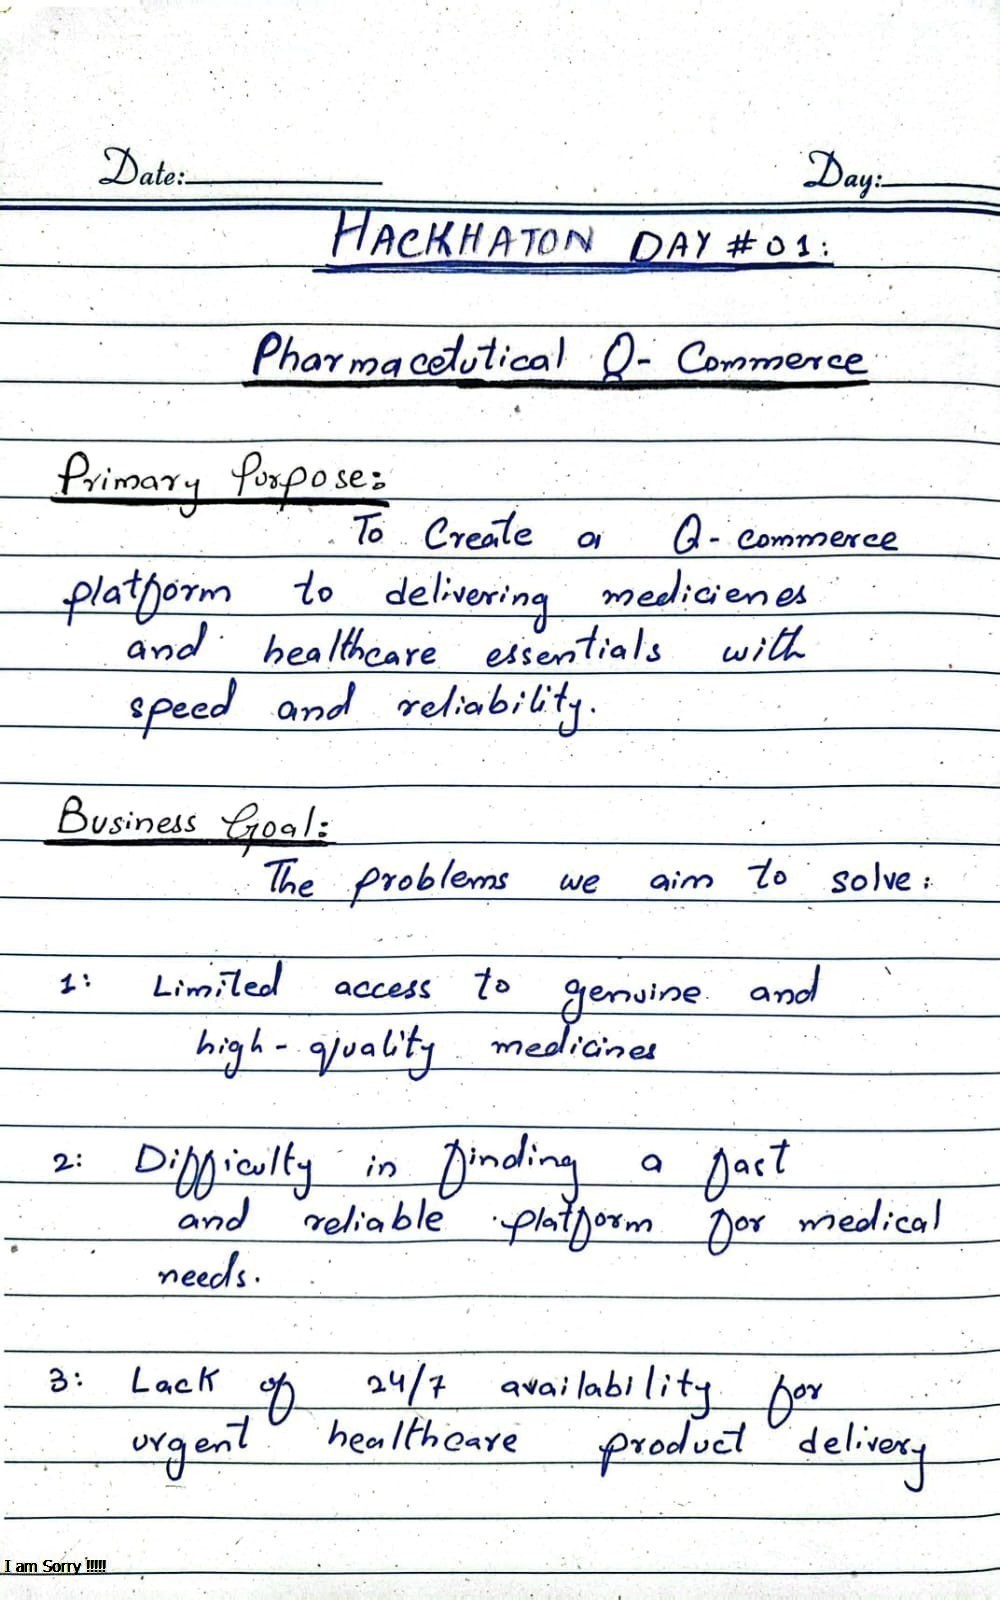 Date:
Day:
HACKHATON DAY # 01:
Pharmacetutical Q- Commerce
Primary Purpose:
To Create a Q- commerce
platform to delivering medicienes
and healthcare essentials with
speed and reliability.
Business Goal:
The problems we aim to solve:
1: Limited access to genuine and
high-quality medicines
2: Difficulty in finding a fast
and reliable platform for medical
needs.
3: Lack of 24/7 availability for
urgent healthcare product delivery
I am Sorry !!!!!